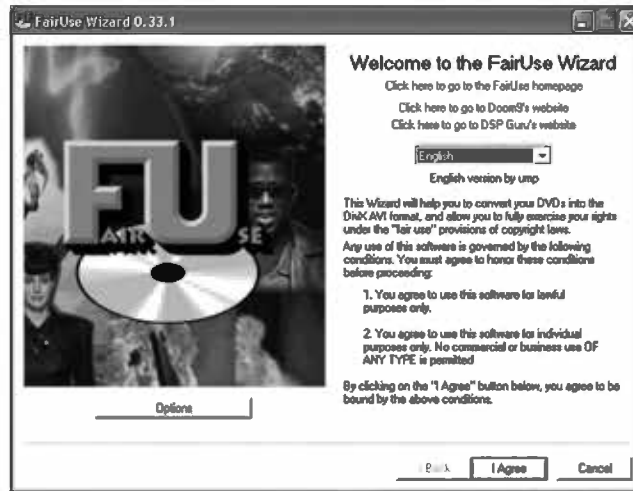 FairUse Wizard 0.33.1
FU
AIR SE
Welcome to the FairUse Wizard
Click here to go to the FairUse homepage
Click here to go to Doom9's website
Click here to go to DSP Guru's website
English
English version by ump
This Wizard will help you to convert your DVDs into the
DivX AVI format, and allow you to fully exercise your rights
under the "fair use" provisions of copyright laws.
Any use of this software is governed by the following
conditions. You must agree to honor these conditions
before proceeding:
1. You agree to use this software for lawful
purposes only.
2. You agree to use this software for individual
purposes only. No commercial or business use OF
ANY TYPE is permitted
By clicking on the "I Agree" button below, you agree to be
bound by the above conditions.
Options
Back
I Agree
Cancel